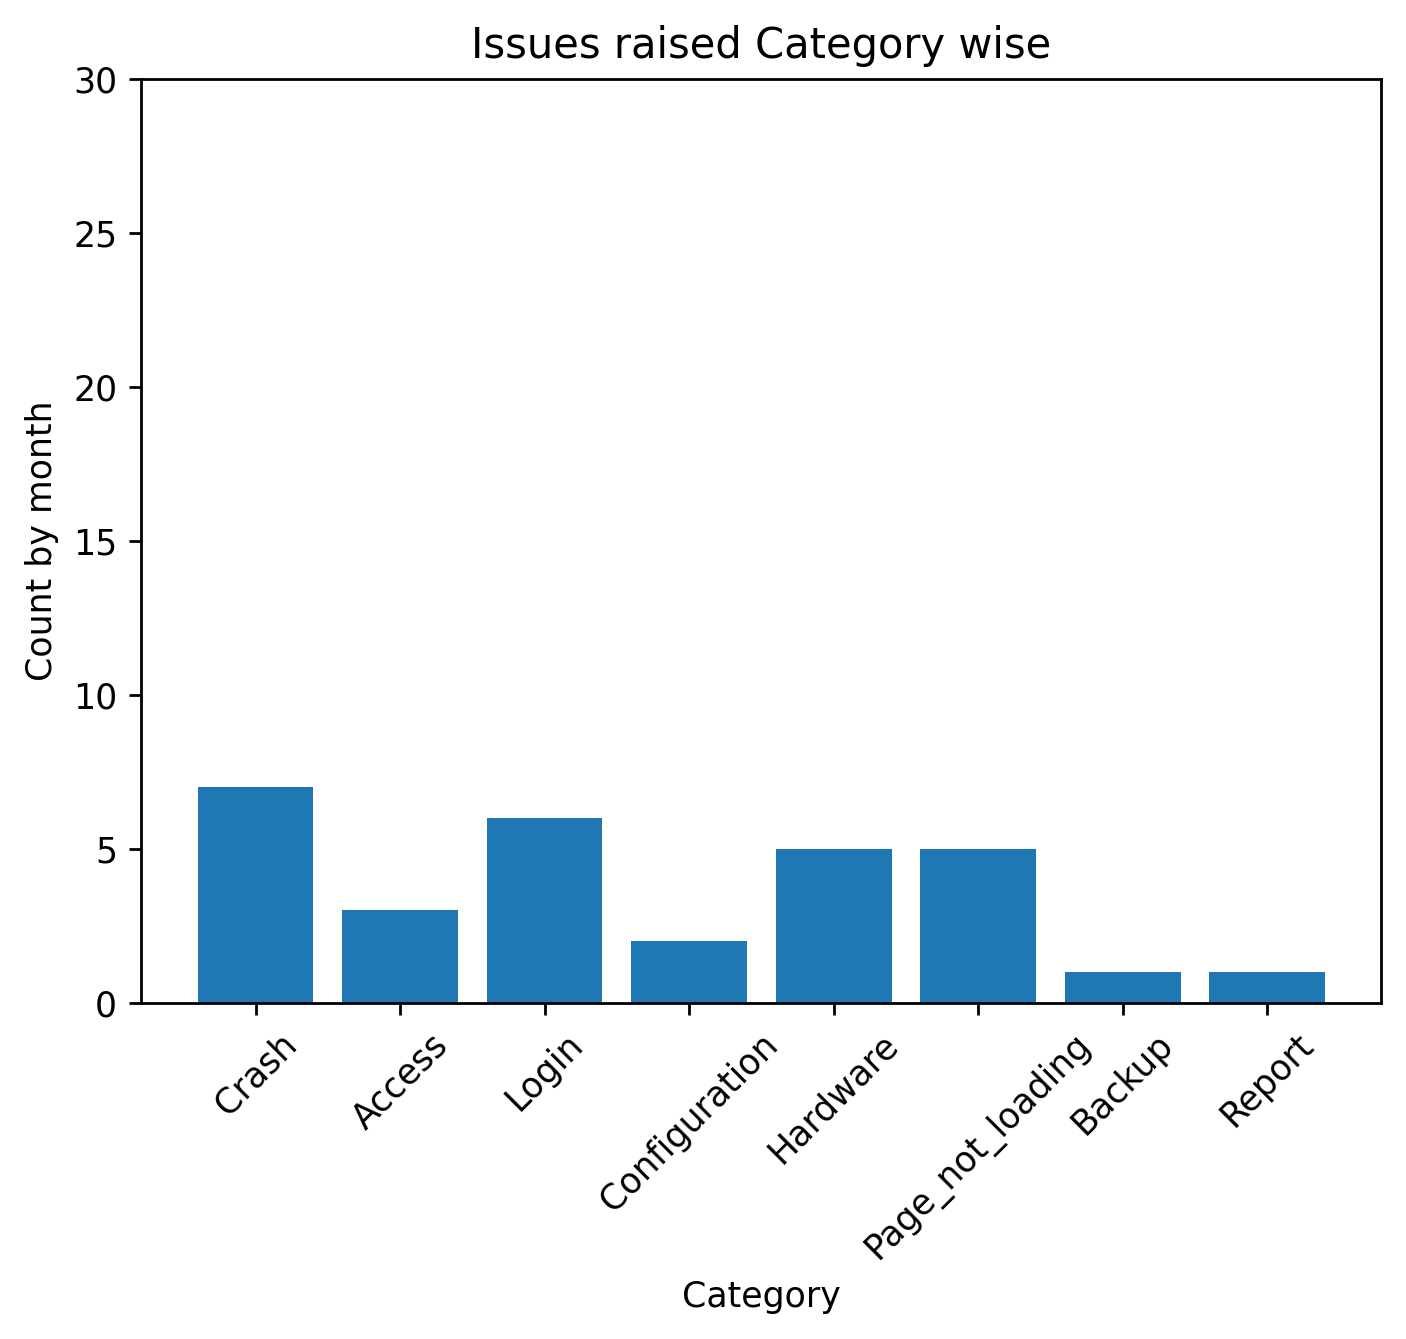 Issues raised Category wise
30
25
20
15
10
5
0
Count by month
Crash
Access
Login
Configuration
Hardware
Page_not_loading
Backup
Report
Category